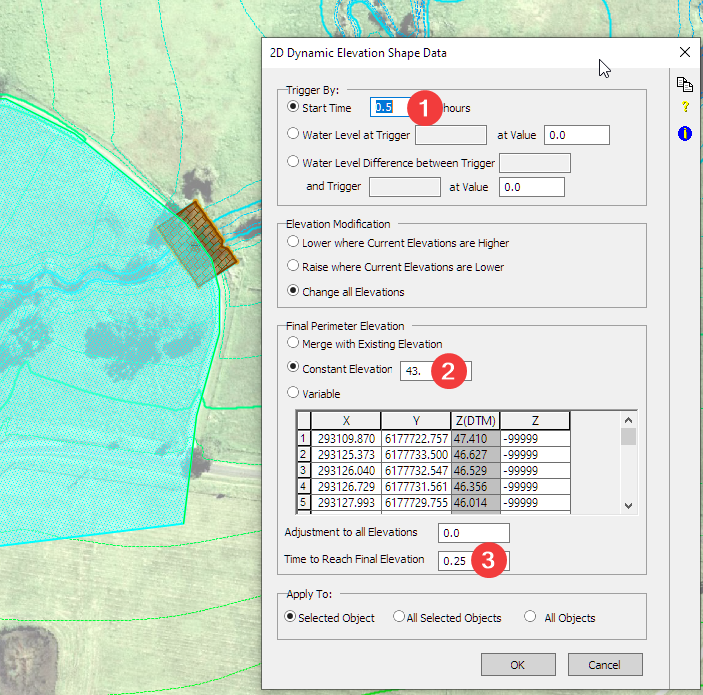 2D Dynamic Elevation Shape Data
Trigger By:
Start Time 0.5 1 hours
Water Level at Trigger at Value 0.0
Water Level Difference between Trigger
and Trigger at Value 0.0
Elevation Modification
Lower where Current Elevations are Higher
Raise where Current Elevations are Lower
Change all Elevations
Final Perimeter Elevation
Merge with Existing Elevation
Constant Elevation 43. 2
Variable
X Y Z(DTM) Z
1 293109.870 6177722.757 47.410 -99999
2 293125.373 6177733.500 46.627 -99999
3 293126.040 6177732.547 46.529 -99999
4 293126.729 6177731.561 46.356 -99999
5 293127.993 6177729.755 46.014 -99999
Adjustment to all Elevations 0.0
Time to Reach Final Elevation 0.25 3
Apply To:
Selected Object All Selected Objects All Objects
OK Cancel